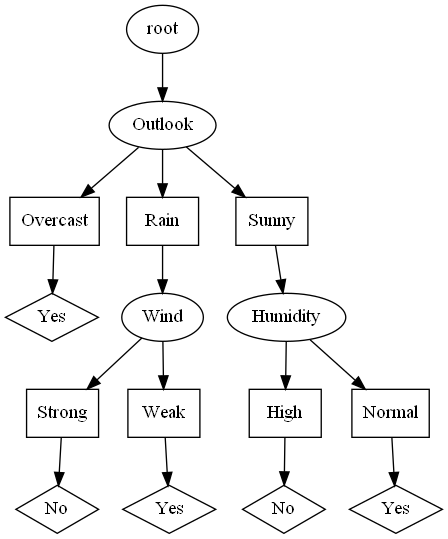 root
Outlook
Overcast Rain Sunny
Yes Wind Humidity
Strong Weak High Normal
No Yes No Yes